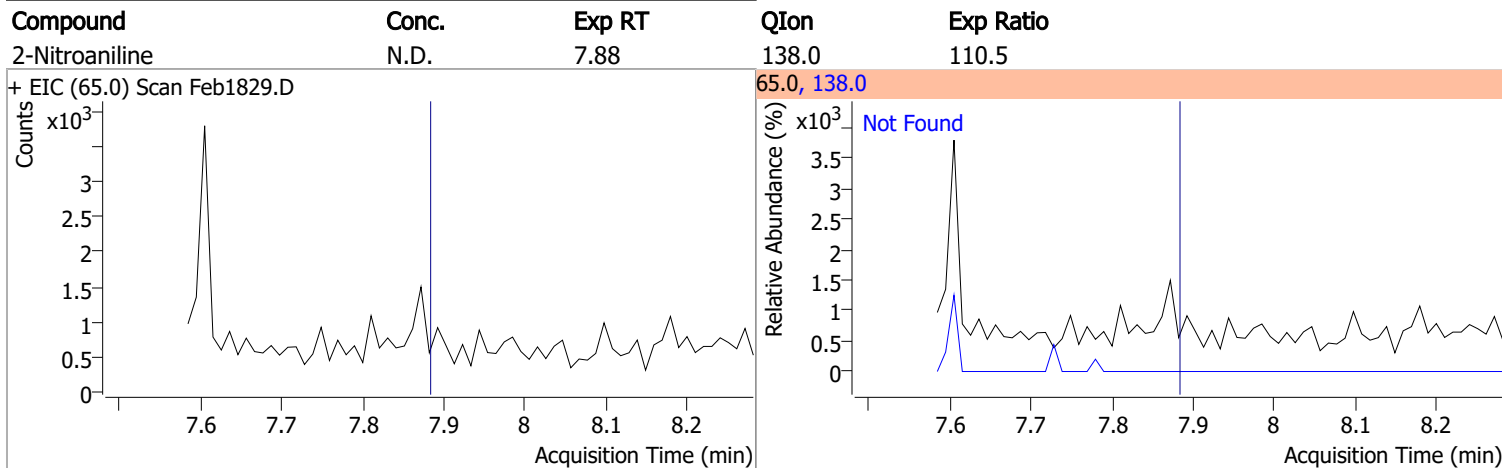 Compound Conc. Exp RT QIon Exp Ratio
2-Nitroaniline N.D. 7.88 138.0 110.5
+ EIC (65.0) Scan Feb1829.D
Counts
x10³
3
2.5
2
1.5
1
0.5
0
7.6 7.7 7.8 7.9 8 8.1 8.2
Acquisition Time (min)
65.0, 138.0
Relative Abundance (%)
x10³
Not Found
3.5
3
2.5
2
1.5
1
0.5
0
7.6 7.7 7.8 7.9 8 8.1 8.2
Acquisition Time (min)